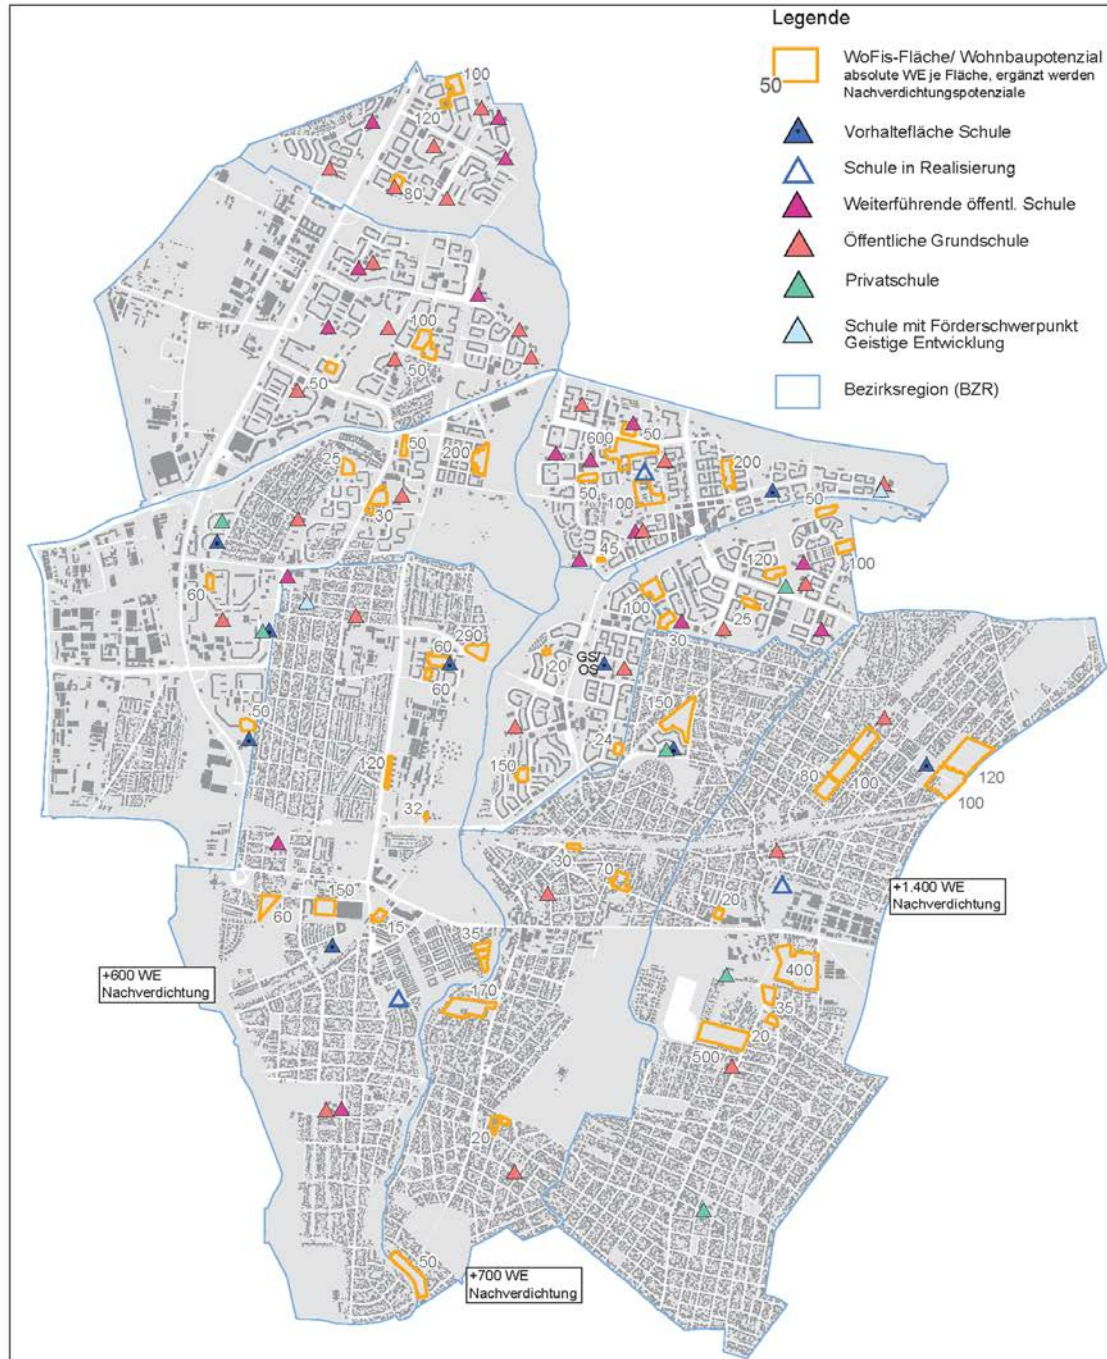 Legende
WoFis-Fläche/ Wohnbaupotenzial
absolute WE je Fläche, ergänzt werden
Nachverdichtungspotenziale
50
Vorhaltefläche Schule
Schule in Realisierung
Weiterführende öffentl. Schule
Öffentliche Grundschule
Privatschule
Schule mit Förderschwerpunkt
Geistige Entwicklung
Bezirksregion (BZR)
100
120
80
100
50
50
50
200
25
30
60
290
60
60
50
120
32
600
50
200
50
100
50
45
120
100
100
25
30
20
GS/
OS
150
24
150
80
100
120
100
30
70
20
150
60
15
35
170
400
35
20
500
20
50
+1.400 WE
Nachverdichtung
+600 WE
Nachverdichtung
+700 WE
Nachverdichtung